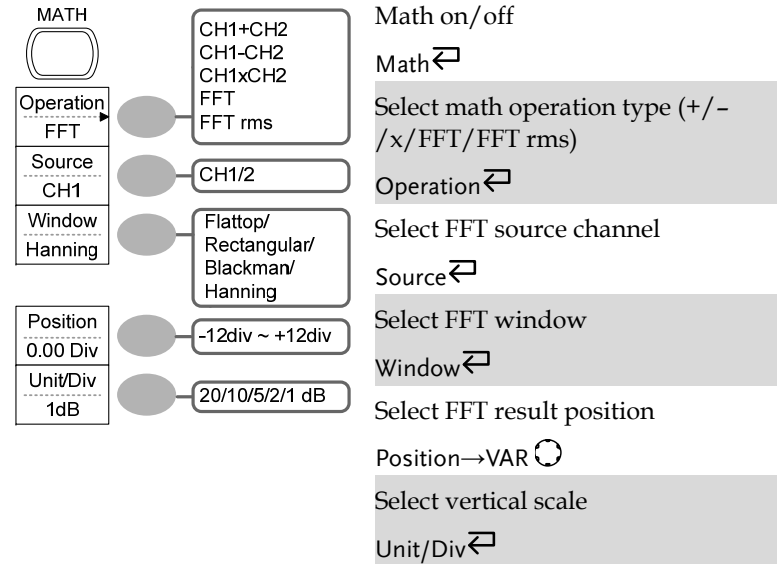 MATH
CH1+CH2
CH1-CH2
CH1xCH2
FFT
FFT rms
Operation
FFT
Source
CH1
CH1/2
Window
Hanning
Flattop/
Rectangular/
Blackman/
Hanning
Position
0.00 Div
-12div ~ +12div
Unit/Div
1dB
20/10/5/2/1 dB
Math on/off
Math
Select math operation type (+/–
/x/FFT/FFT rms)
Operation
Select FFT source channel
Source
Select FFT window
Window
Select FFT result position
Position→VAR
Select vertical scale
Unit/Div